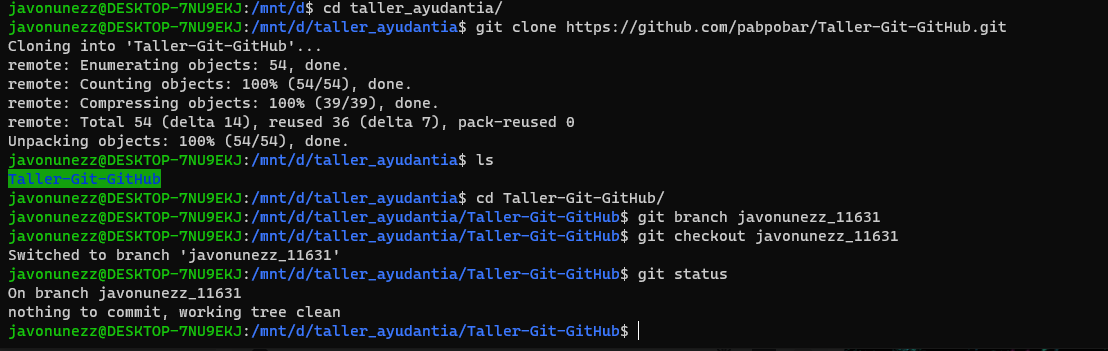 javonunezz@DESKTOP-7NU9EKJ:/mnt/d$ cd taller_ayudantia/
javonunezz@DESKTOP-7NU9EKJ:/mnt/d/taller_ayudantia$ git clone https://github.com/pabpobar/Taller-Git-GitHub.git
Cloning into 'Taller-Git-GitHub'...
remote: Enumerating objects: 54, done.
remote: Counting objects: 100% (54/54), done.
remote: Compressing objects: 100% (39/39), done.
remote: Total 54 (delta 14), reused 36 (delta 7), pack-reused 0
Unpacking objects: 100% (54/54), done.
javonunezz@DESKTOP-7NU9EKJ:/mnt/d/taller_ayudantia$ ls
Taller-Git-GitHub
javonunezz@DESKTOP-7NU9EKJ:/mnt/d/taller_ayudantia$ cd Taller-Git-GitHub/
javonunezz@DESKTOP-7NU9EKJ:/mnt/d/taller_ayudantia/Taller-Git-GitHub$ git branch javonunezz_11631
javonunezz@DESKTOP-7NU9EKJ:/mnt/d/taller_ayudantia/Taller-Git-GitHub$ git checkout javonunezz_11631
Switched to branch 'javonunezz_11631'
javonunezz@DESKTOP-7NU9EKJ:/mnt/d/taller_ayudantia/Taller-Git-GitHub$ git status
On branch javonunezz_11631
nothing to commit, working tree clean
javonunezz@DESKTOP-7NU9EKJ:/mnt/d/taller_ayudantia/Taller-Git-GitHub$